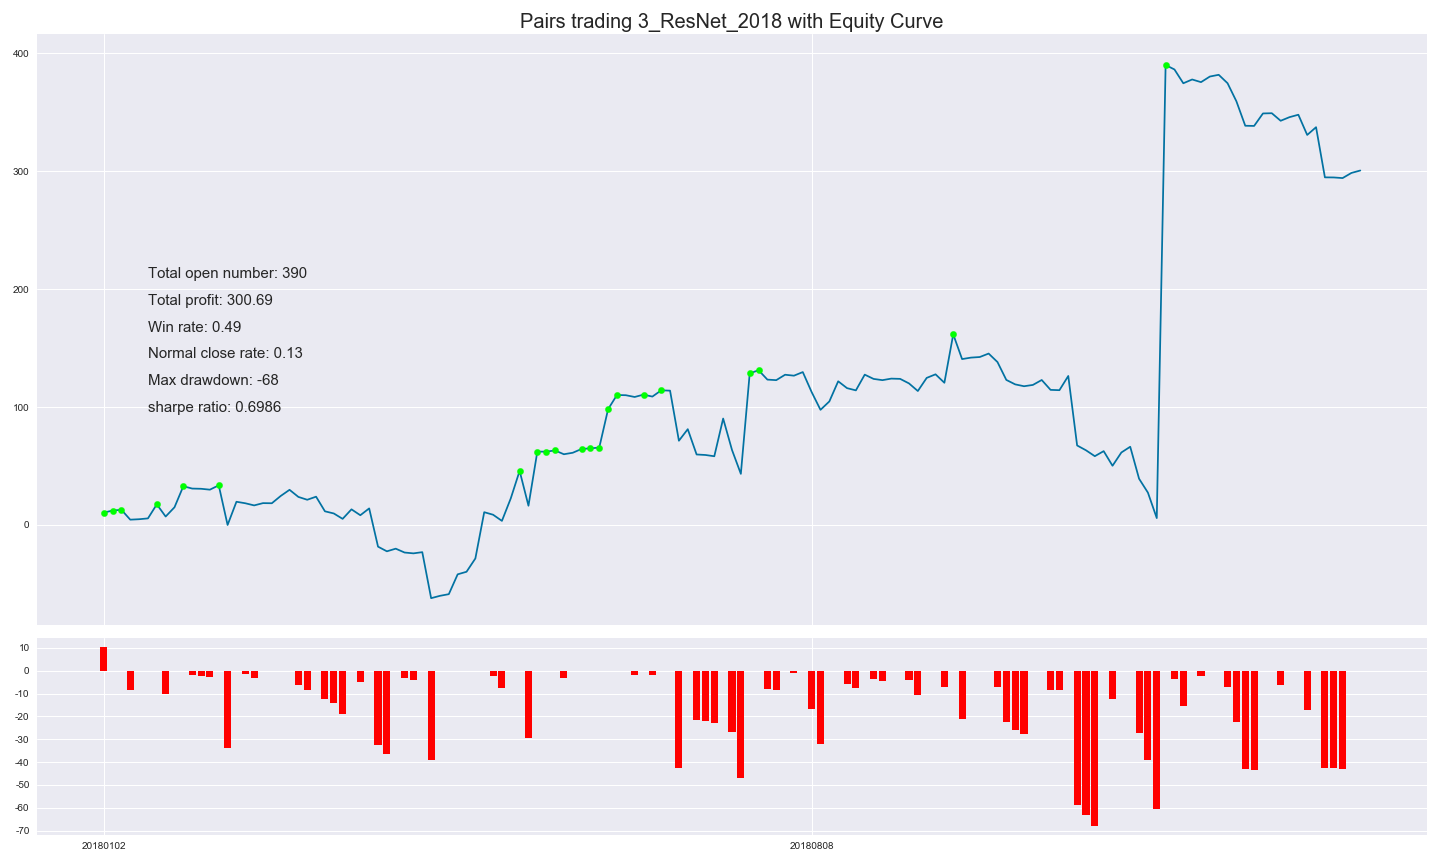 Pairs trading 3_ResNet_2018 with Equity Curve
400
300
200
100
0
Total open number: 390
Total profit: 300.69
Win rate: 0.49
Normal close rate: 0.13
Max drawdown: -68
sharpe ratio: 0.6986
10
0
-10
-20
-30
-40
-50
-60
-70
20180102
20180808